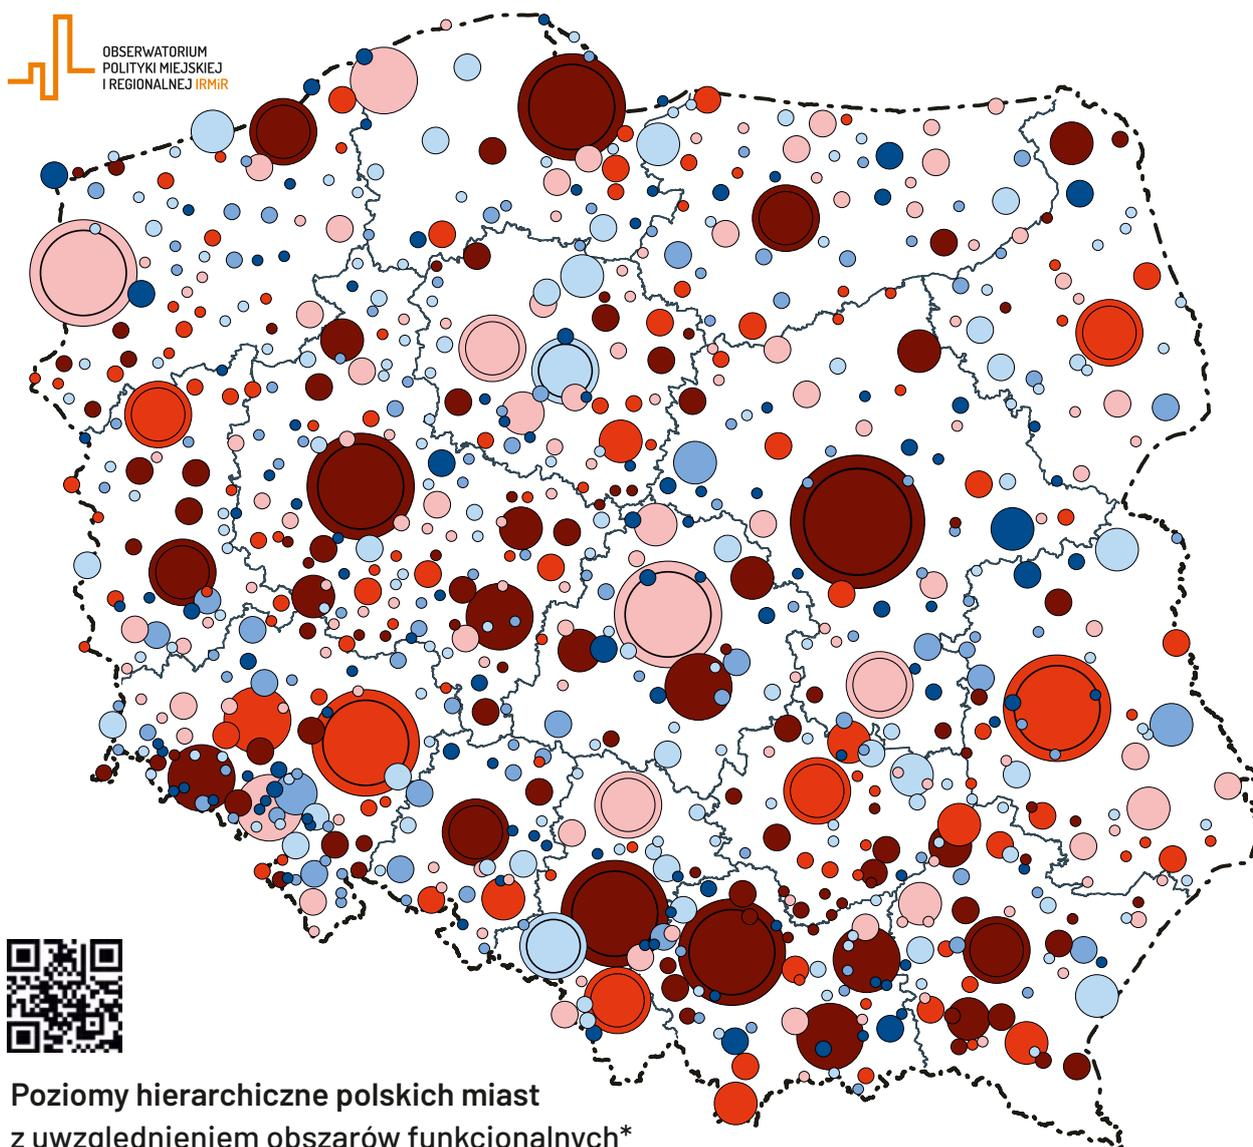 OBSERWATORIUM
POLITYKI MIEJSKIEJ
I REGIONALNEJ IRMiR
Poziomy hierarchiczne polskich miast
z uwzględnieniem obszarów funkcjonalnych*